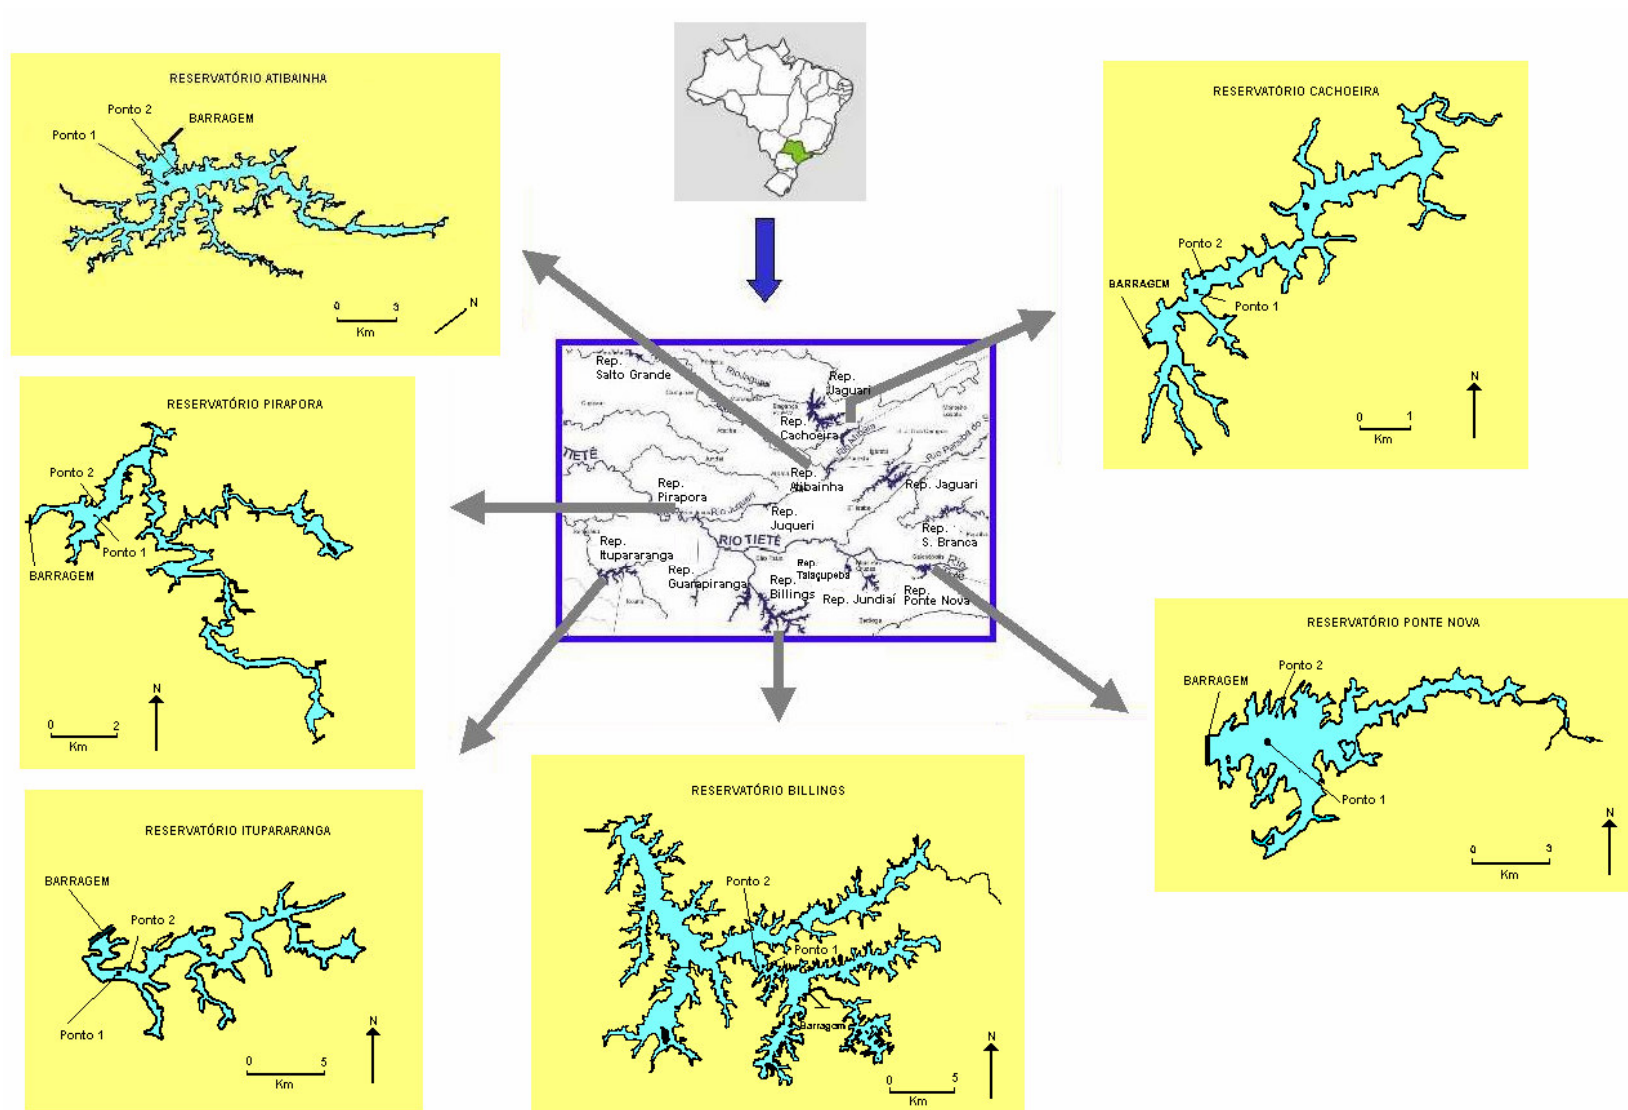 RESERVATÓRIO ATIBAINHA
Ponto 2
BARRAGEM
Ponto 1
0 3
Km
N
RESERVATÓRIO CACHOEIRA
Ponto 2
BARRAGEM
Ponto 1
N
0 1
Km
RESERVATÓRIO PIRAPORA
Ponto 2
Ponto 1
BARRAGEM
N
0 2
Km
Rep.
Salto Grande
Rio Jaguari
Rep.
Jaguari
Rep.
Cachoeira
TIETÊ
Rep.
Atibainha
Rep. Jaguari
Rep.
Pirapora
Rio Juqueri
Rep.
Juqueri
Rep.
S. Branca
RIO TIETÊ
Rep.
Itupararanga
Rep.
Guarapiranga
Rep.
Billings
Rep.
Taiaçupeba
Rep. Jundiaí
Rep.
Ponte Nova
RESERVATÓRIO PONTE NOVA
Ponto 2
BARRAGEM
Ponto 1
N
0 3
Km
RESERVATÓRIO ITUPARARANGA
BARRAGEM
Ponto 2
Ponto 1
N
0 5
Km
RESERVATÓRIO BILLINGS
Ponto 2
Ponto 1
Barragem
N
0 5
Km